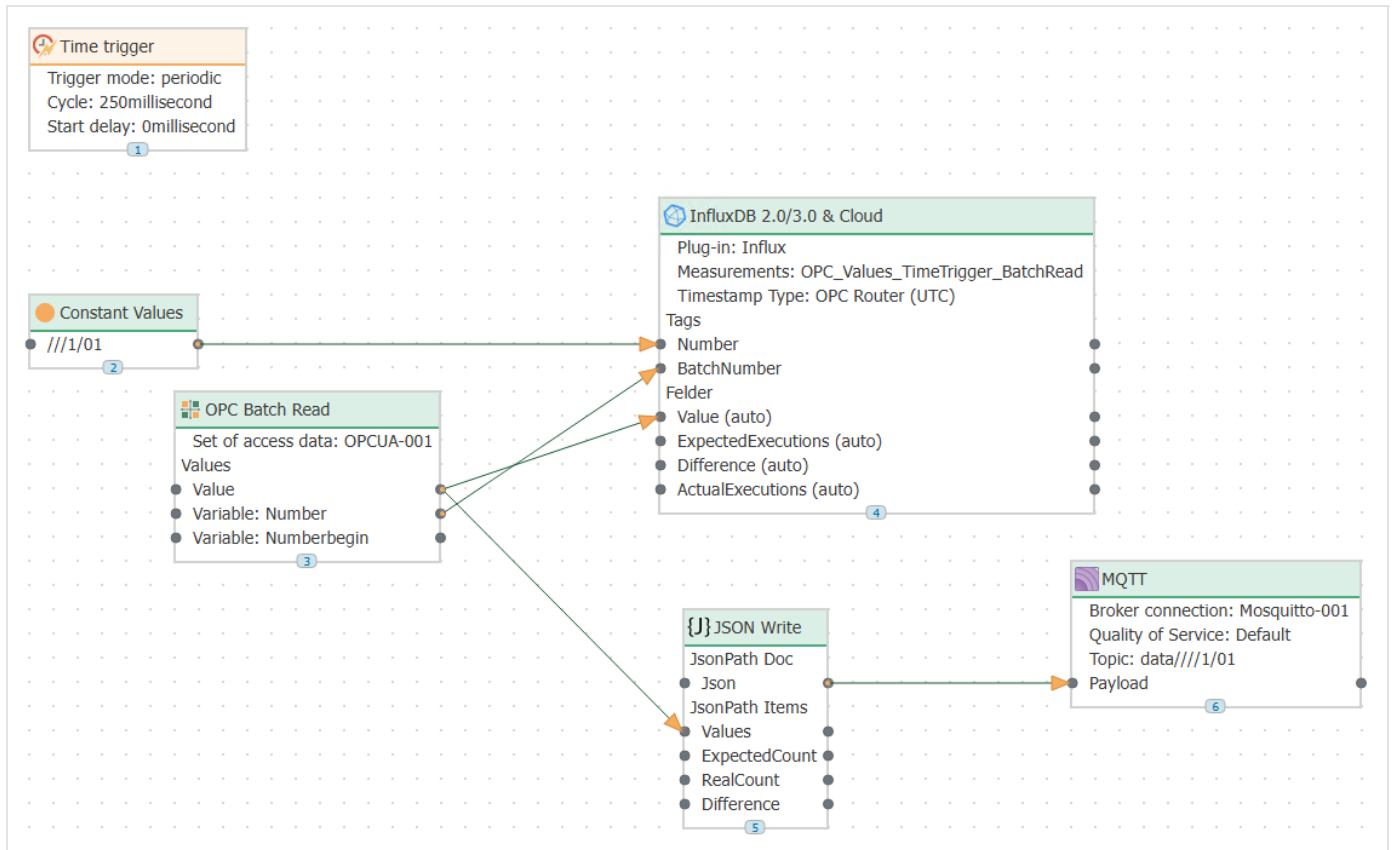 Time trigger
Trigger mode: periodic
Cycle: 250millisecond
Start delay: 0millisecond
1
Constant Values
///1/01
2
OPC Batch Read
Set of access data: OPCUA-001
Values
Value
Variable: Number
Variable: Numberbegin
3
InfluxDB 2.0/3.0 & Cloud
Plug-in: Influx
Measurements: OPC_Values_TimeTrigger_BatchRead
Timestamp Type: OPC Router (UTC)
Tags
Number
BatchNumber
Felder
Value (auto)
ExpectedExecutions (auto)
Difference (auto)
ActualExecutions (auto)
4
{J} JSON Write
JsonPath Doc
Json
JsonPath Items
Values
ExpectedCount
RealCount
Difference
5
MQTT
Broker connection: Mosquitto-001
Quality of Service: Default
Topic: data////1/01
Payload
6